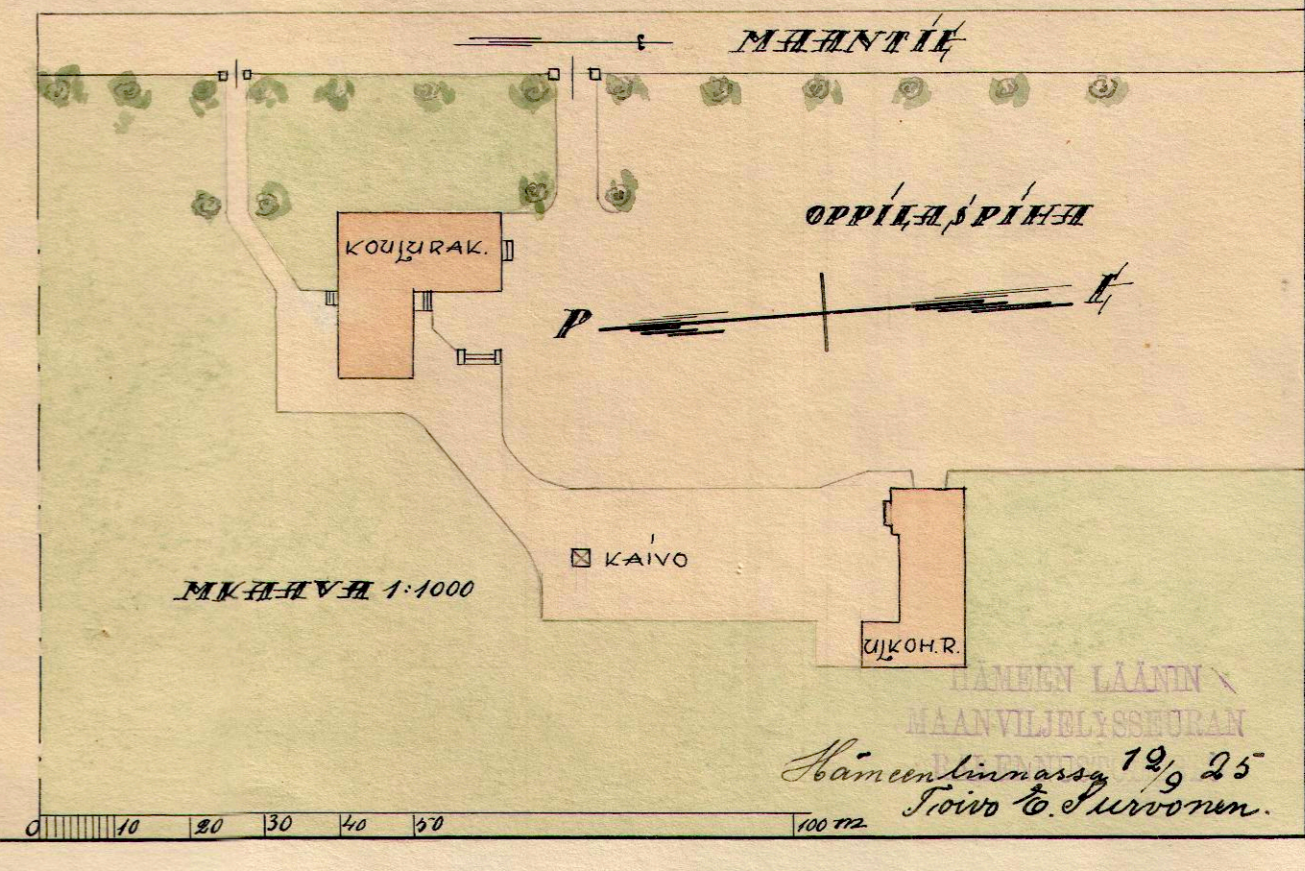 MAANTIE
OPPILASPIHA
KOULURAK.
P E
KAIVO
MKAAVA 1:1000
ULKOH.R.
HÄMEEN LÄÄNIN
MAANVILJELYSSEURAN
Hämeenlinnassa 12/9 25
Toivo E. Survonen.
0 10 20 30 40 50 100 m